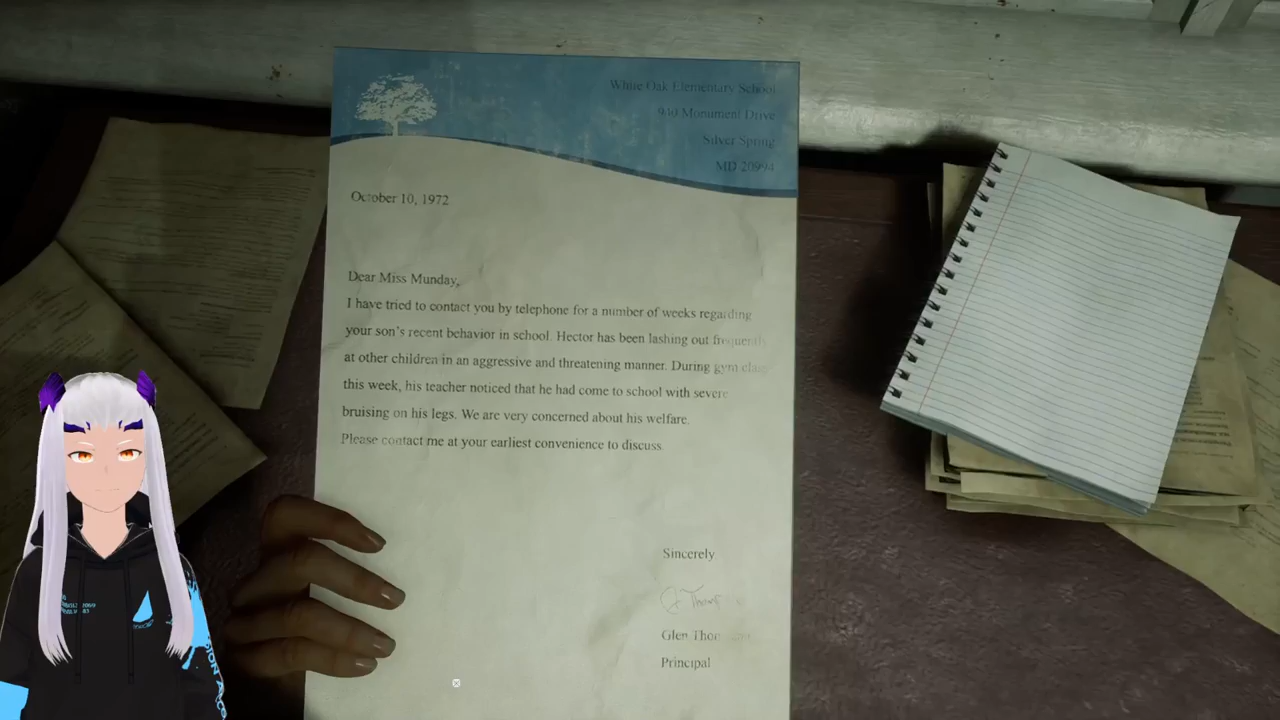 White Oak Elementary School
940 Monument Drive
Silver Spring
MD 20994
October 10, 1972
Dear Miss Munday,
I have tried to contact you by telephone for a number of weeks regarding
your son's recent behavior in school. Hector has been lashing out frequently
at other children in an aggressive and threatening manner. During gym class
this week, his teacher noticed that he had come to school with severe
bruising on his legs. We are very concerned about his welfare.
Please contact me at your earliest convenience to discuss
Sincerely
Glen
Principal